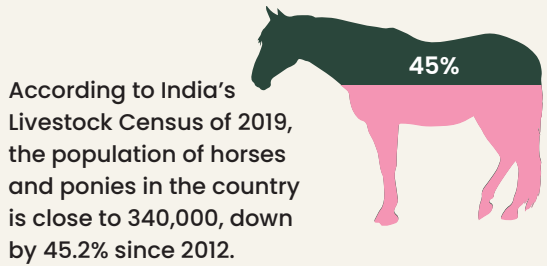 45%
According to India’s
Livestock Census of 2019,
the population of horses
and ponies in the country
is close to 340,000, down
by 45.2% since 2012.